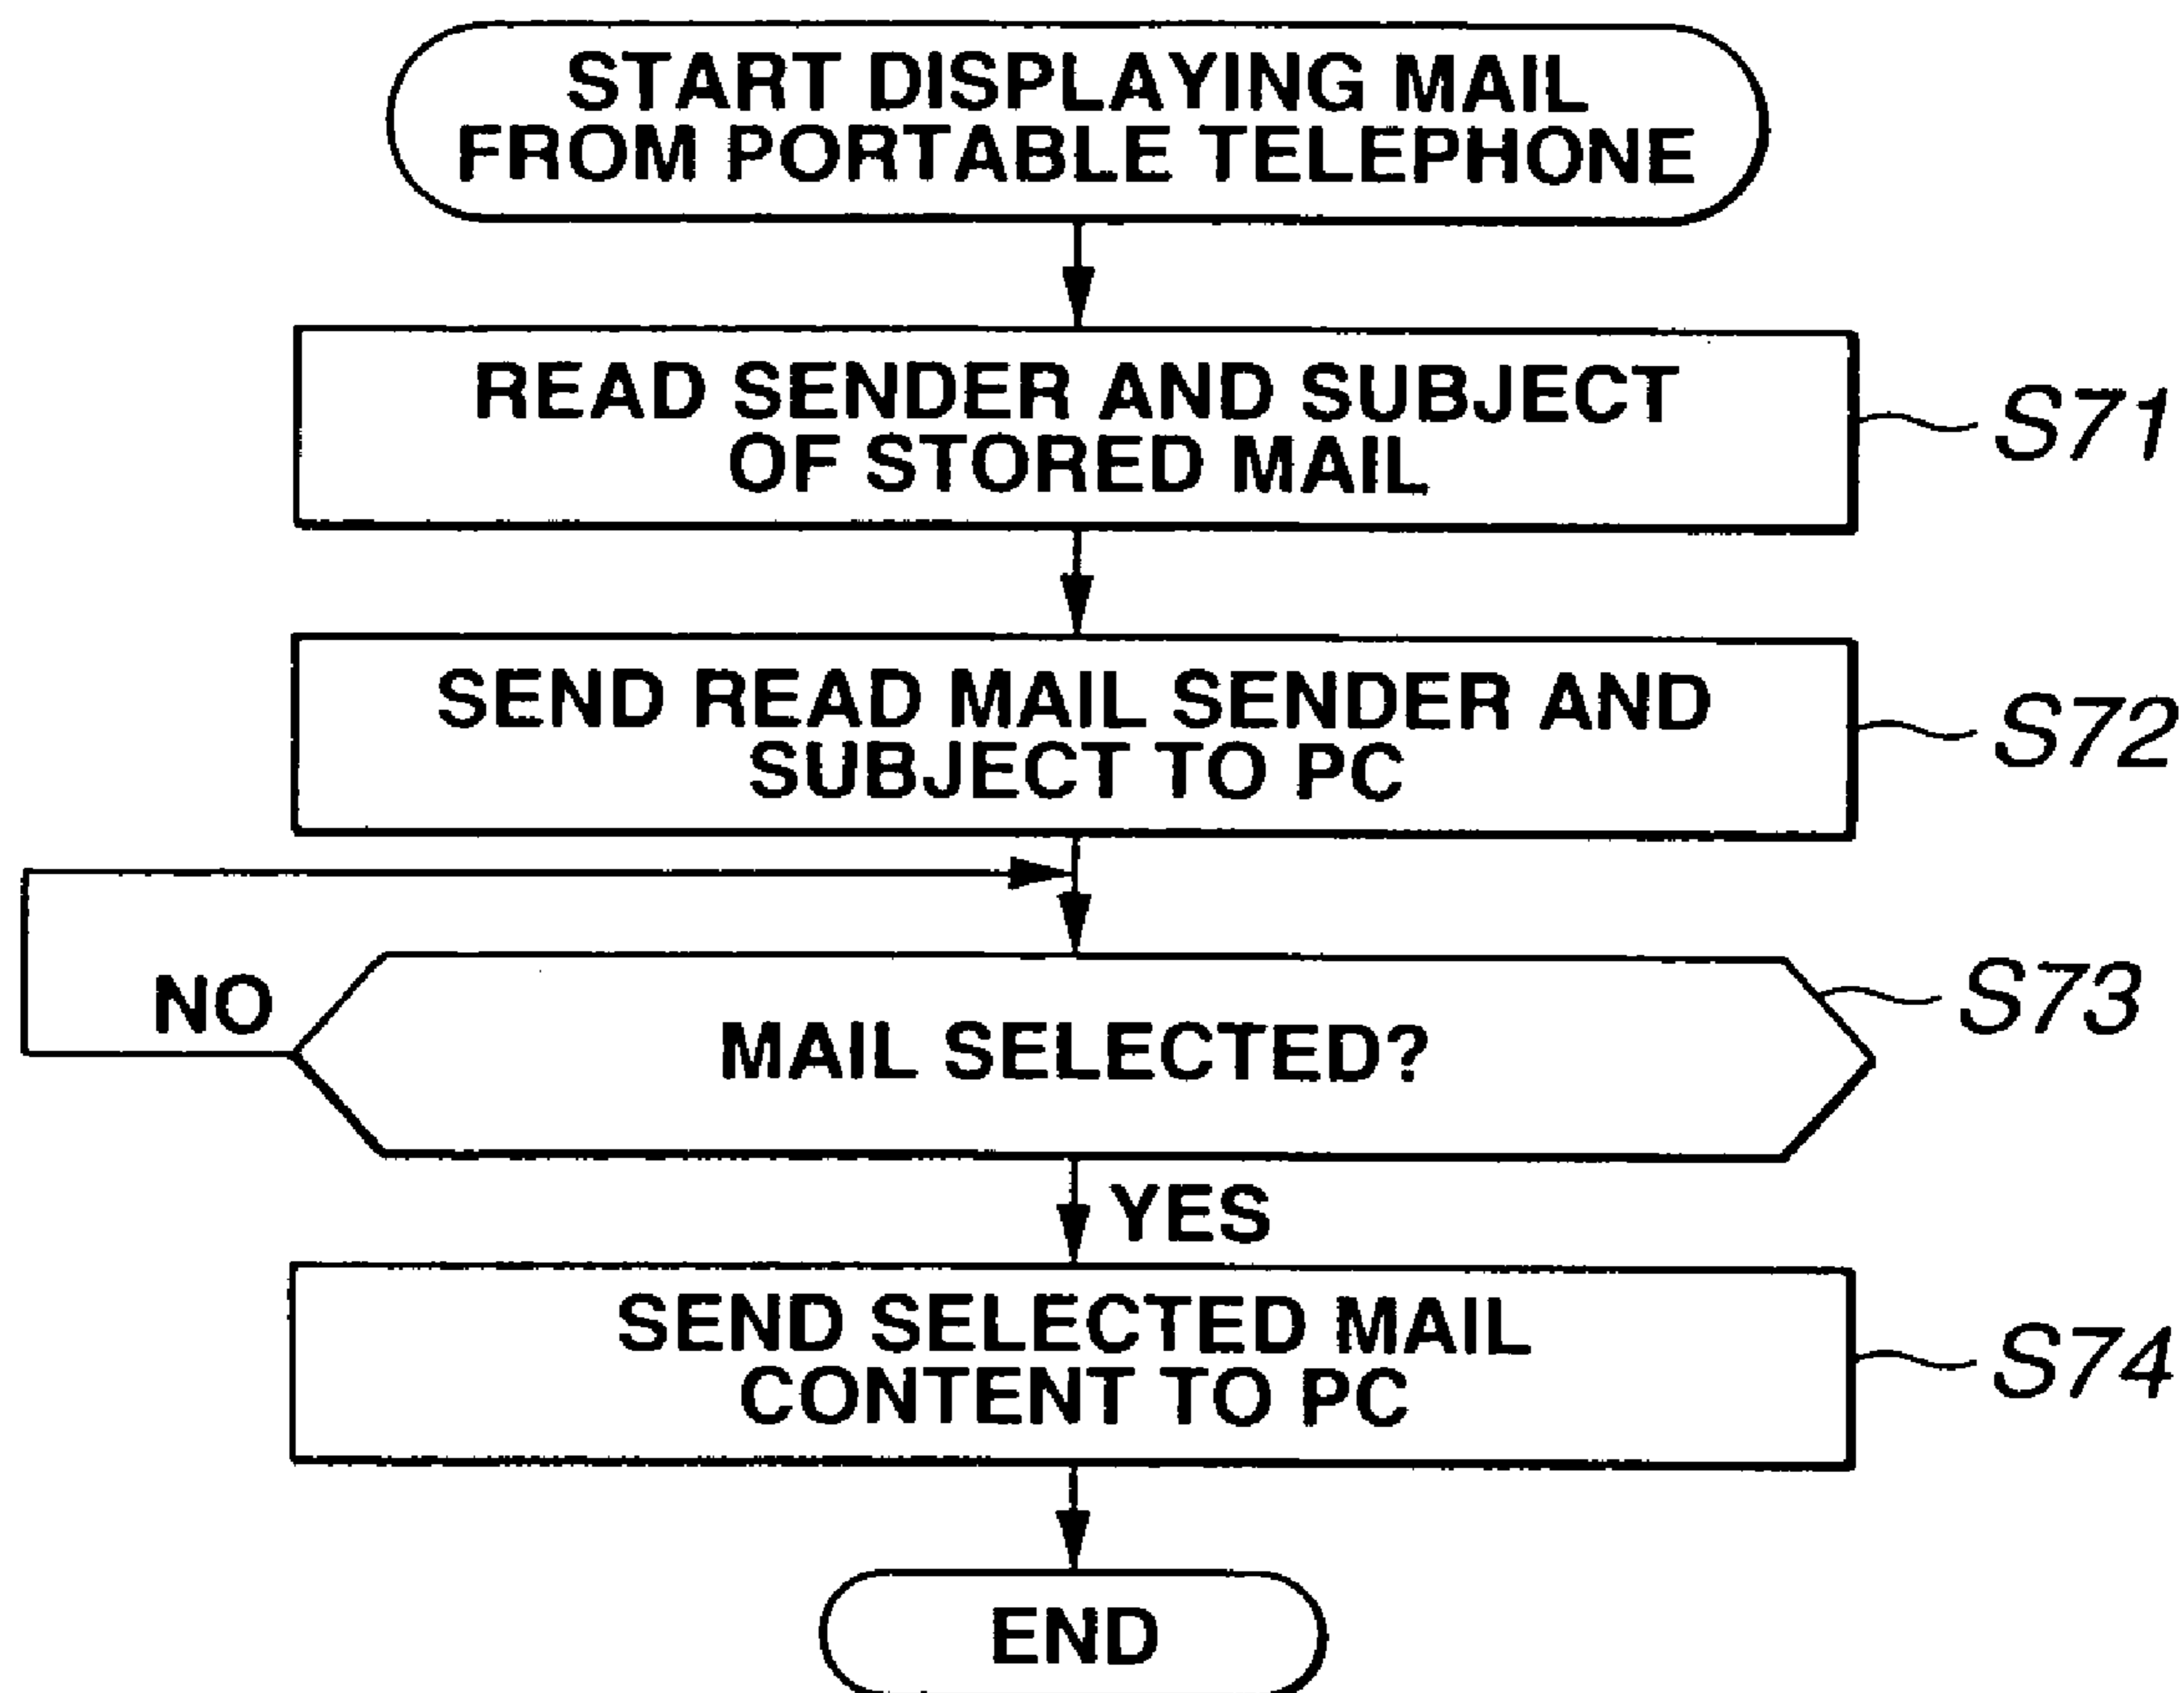 START DISPLAYING MAIL
FROM PORTABLE TELEPHONE
READ SENDER AND SUBJECT
OF STORED MAIL
S71
SEND READ MAIL SENDER AND
SUBJECT TO PC
S72
NO
MAIL SELECTED?
S73
YES
SEND SELECTED MAIL
CONTENT TO PC
S74
END